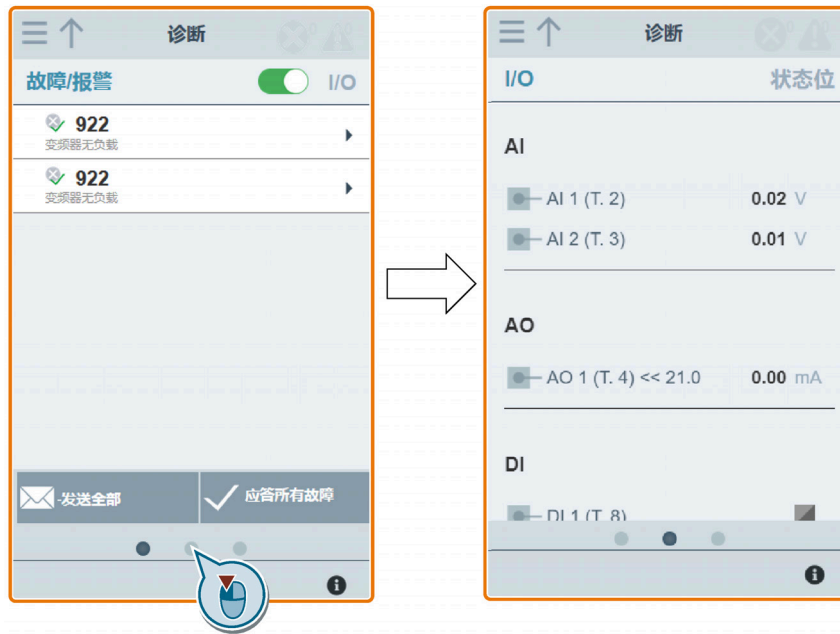 诊断
故障/报警 I/O
922
变频器无负载
922
变频器无负载
-发送全部
应答所有故障
诊断
I/O 状态位
AI
AI 1 (T. 2) 0.02 V
AI 2 (T. 3) 0.01 V
AO
AO 1 (T. 4) << 21.0 0.00 mA
DI
DI 1 (T. 8)